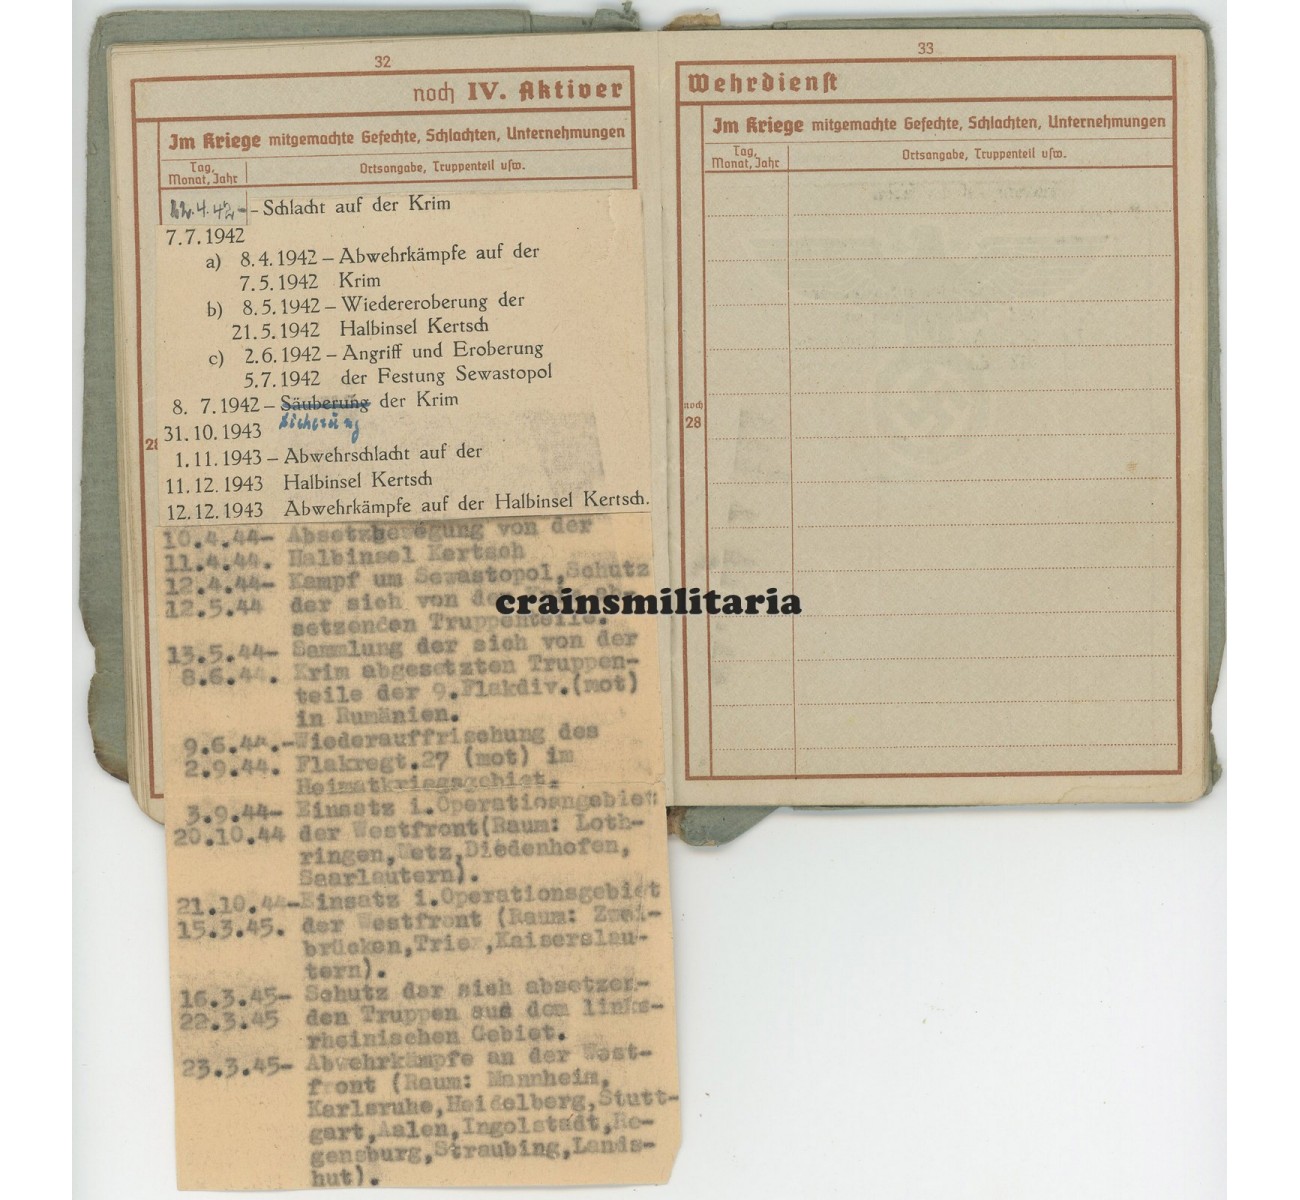 32
noch IV. Aktiver
Im Kriege mitgemachte Gefechte, Schlachten, Unternehmungen
Tag, Monat, Jahr
Ortsangabe, Truppenteil usw.
22.4.42- – Schlacht auf der Krim
7.7.1942
a) 8.4.1942 – Abwehrkämpfe auf der
7.5.1942 Krim
b) 8.5.1942 – Wiedereroberung der
21.5.1942 Halbinsel Kertsch
c) 2.6.1942 – Angriff und Eroberung
5.7.1942 der Festung Sewastopol
8. 7.1942 – Säuberung der Krim
Sicherung
31.10.1943
1.11.1943 – Abwehrschlacht auf der
11.12.1943 Halbinsel Kertsch
12.12.1943 Abwehrkämpfe auf der Halbinsel Kertsch.
10.4.44- Absetzbewegung von der
11.4.44. Halbinsel Kertsch
12.4.44- Kampf um Sewastopol,Schutz
12.5.44 der sich von der
setzenden Truppenteile.
13.5.44- Sammlung der sich von der
8.6.44. Krim abgesetzten Truppen-
teile der 9.Flakdiv.(mot)
in Rumänien.
9.6.44.-Wiederauffrischung des
2.9.44. Flakregt.27 (mot) im
Heimatkriegsgebiet.
3.9.44- Einsatz i.Operationsgebiet
20.10.44 der Westfront(Raum: Loth-
ringen,Metz,Diedenhofen,
Saarlautern).
21.10.44-Einsatz i.Operationsgebiet
15.3.45. der Westfront (Raum: Zwei-
brücken,Trier,Kaiserslau-
tern).
16.3.45- Schutz der sich absetzen-
22.3.45 den Truppen aus dem links-
rheinischen Gebiet.
23.3.45- Abwehrkämpfe an der West-
front (Raum: Mannheim,
Karlsruhe,Heidelberg,Stutt-
gart,Aalen,Ingolstadt,Re-
gensburg,Straubing,Lands-
hut).
33
Wehrdienst
Im Kriege mitgemachte Gefechte, Schlachten, Unternehmungen
Tag, Monat, Jahr
Ortsangabe, Truppenteil usw.
noch
28
crainsmilitaria